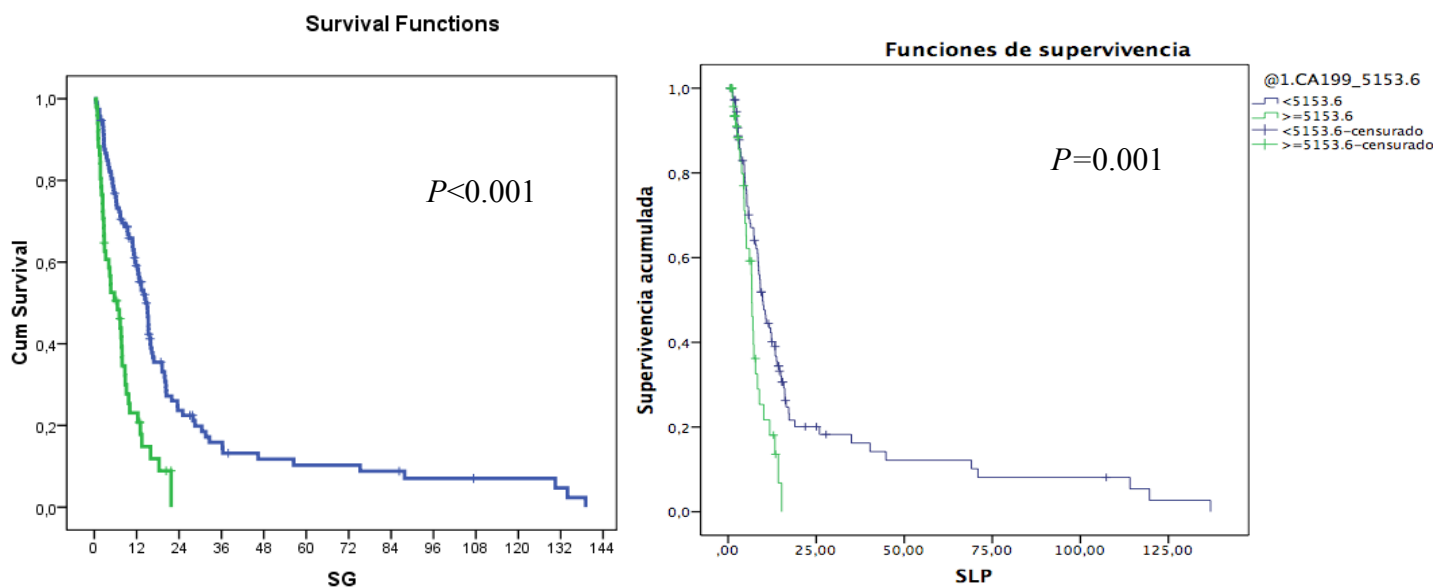 Survival Functions
1,0
0,8
0,6
0,4
0,2
0,0
Cum Survival
P<0.001
0 12 24 36 48 60 72 84 96 108 120 132 144
SG
Funciones de supervivencia
1,0
0,8
0,6
0,4
0,2
0,0
Supervivencia acumulada
P=0.001
,00 25,00 50,00 75,00 100,00 125,00
SLP
@1.CA199_5153.6
<5153.6
>=5153.6
<5153.6-censurado
>=5153.6-censurado